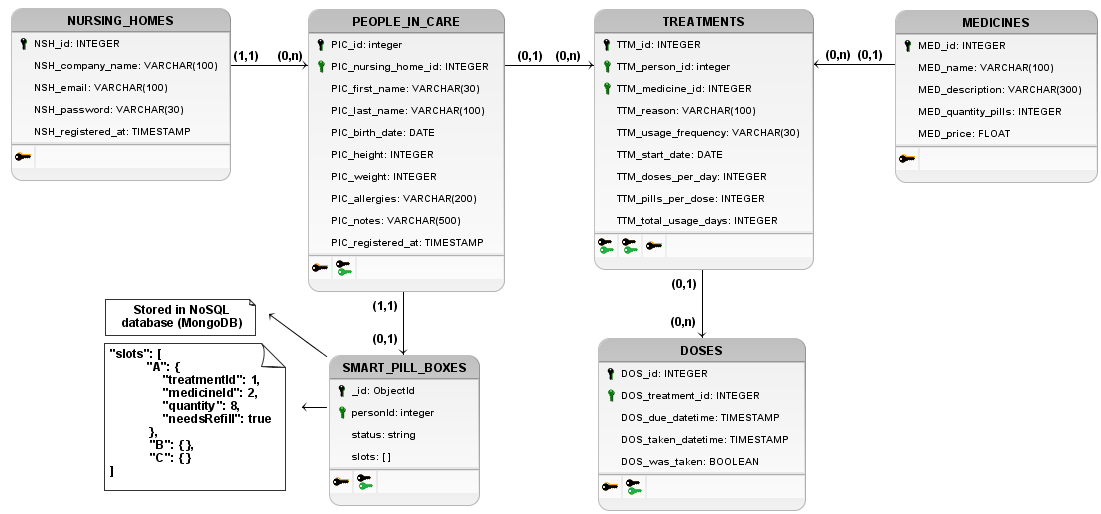 NURSING_HOMES
NSH_id: INTEGER
NSH_company_name: VARCHAR(100)
NSH_email: VARCHAR(100)
NSH_password: VARCHAR(30)
NSH_registered_at: TIMESTAMP
(1,1)
(0,n)
PEOPLE_IN_CARE
PIC_id: integer
PIC_nursing_home_id: INTEGER
PIC_first_name: VARCHAR(30)
PIC_last_name: VARCHAR(100)
PIC_birth_date: DATE
PIC_height: INTEGER
PIC_weight: INTEGER
PIC_allergies: VARCHAR(200)
PIC_notes: VARCHAR(500)
PIC_registered_at: TIMESTAMP
(0,1)
(0,n)
TREATMENTS
TTM_id: INTEGER
TTM_person_id: integer
TTM_medicine_id: INTEGER
TTM_reason: VARCHAR(100)
TTM_usage_frequency: VARCHAR(30)
TTM_start_date: DATE
TTM_doses_per_day: INTEGER
TTM_pills_per_dose: INTEGER
TTM_total_usage_days: INTEGER
(0,n)
(0,1)
MEDICINES
MED_id: INTEGER
MED_name: VARCHAR(100)
MED_description: VARCHAR(300)
MED_quantity_pills: INTEGER
MED_price: FLOAT
(1,1)
(0,1)
Stored in NoSQL
database (MongoDB)
"slots": [
"A": {
"treatmentId": 1,
"medicineId": 2,
"quantity": 8,
"needsRefill": true
},
"B": {},
"C": {}
]
SMART_PILL_BOXES
_id: ObjectId
personId: integer
status: string
slots: []
(0,1)
(0,n)
DOSES
DOS_id: INTEGER
DOS_treatment_id: INTEGER
DOS_due_datetime: TIMESTAMP
DOS_taken_datetime: TIMESTAMP
DOS_was_taken: BOOLEAN